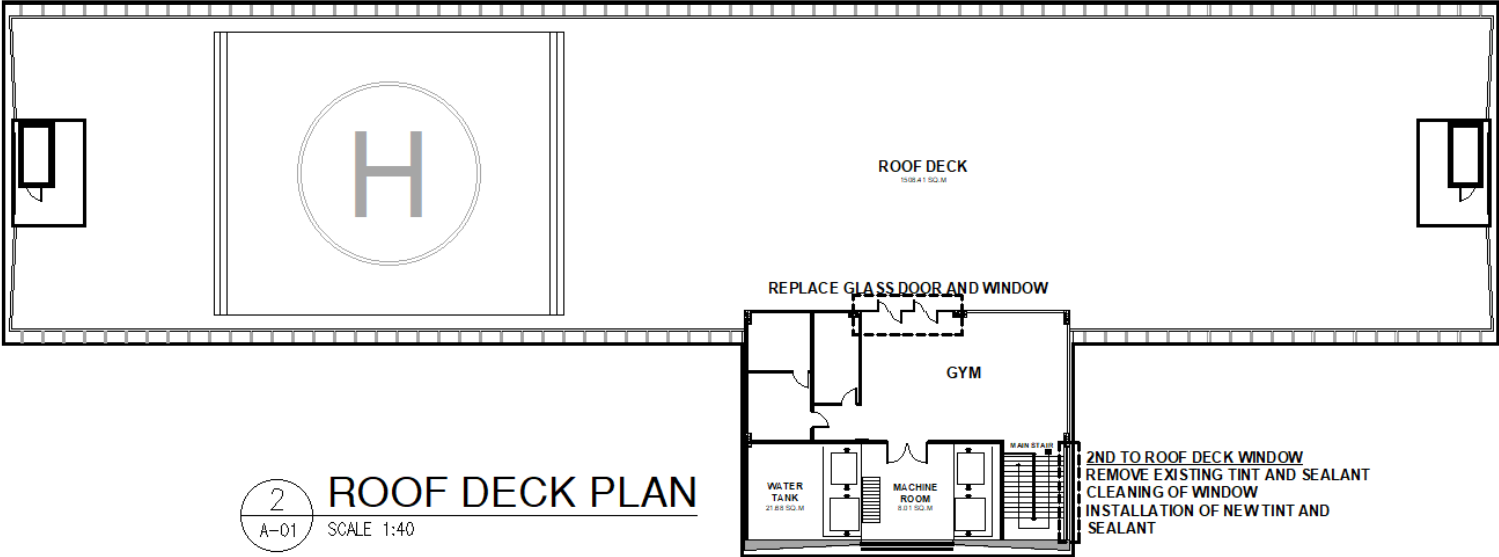 H
ROOF DECK
1508.41 SQ.M
REPLACE GLASS DOOR AND WINDOW
GYM
MAIN STAIR
2ND TO ROOF DECK WINDOW
REMOVE EXISTING TINT AND SEALANT
CLEANING OF WINDOW
INSTALLATION OF NEW TINT AND
SEALANT
WATER
TANK
21.88 SQ.M
MACHINE
ROOM
8.01 SQ.M
2
A-01
ROOF DECK PLAN
SCALE 1:40